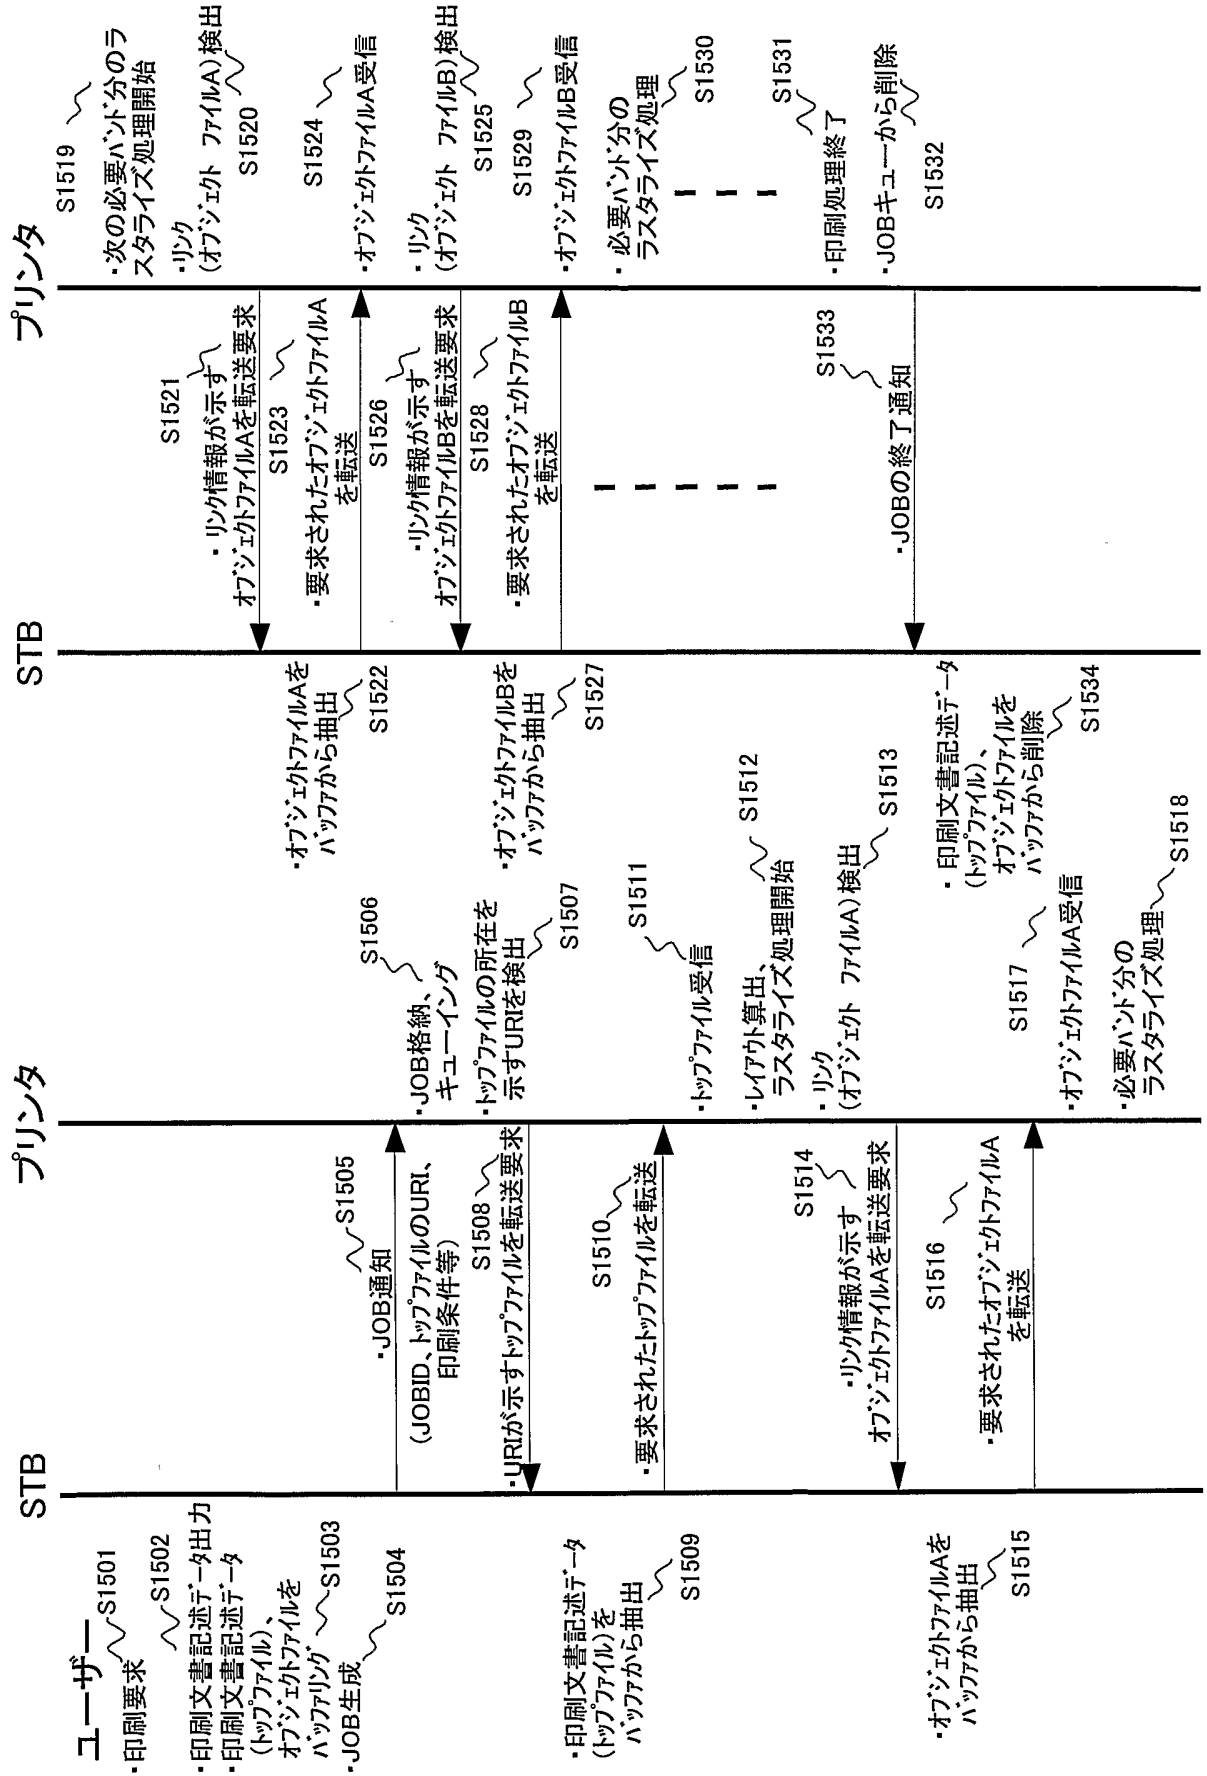 ユーザー
STB
プリンタ
・印刷要求
S1501
S1502
・印刷文書記述データ出力
・印刷文書記述データ
(トップファイル)、
オブジェクトファイルを
バッファリング
S1503
・JOB生成
S1504
S1505
・JOB通知
(JOBID、トップファイルのURI、
印刷条件等)
S1506
・JOB格納、
キューイング
・トップファイルの所在を
示すURIを検出
S1507
S1508
・URIが示すトップファイルを転送要求
・印刷文書記述データ
(トップファイル)を
バッファから抽出
S1509
S1510
・要求されたトップファイルを転送
S1511
・トップファイル受信
S1512
・レイアウト算出、
ラスタライズ処理開始
・リンク
(オブジェクト ファイルA)検出
S1513
S1514
・リンク情報が示す
オブジェクトファイルAを転送要求
・オブジェクトファイルAを
バッファから抽出
S1515
S1516
・要求されたオブジェクトファイルA
を転送
S1517
・オブジェクトファイルA受信
・必要バンド分の
ラスタライズ処理
S1518
STB
プリンタ
S1519
・次の必要バンド分のラ
スタライズ処理開始
・リンク
(オブジェクト ファイルA)検出
S1520
S1521
・リンク情報が示す
オブジェクトファイルAを転送要求
・オブジェクトファイルAを
バッファから抽出
S1522
S1523
・要求されたオブジェクトファイルA
を転送
S1524
・オブジェクトファイルA受信
・リンク
(オブジェクト ファイルB)検出
S1525
S1526
・リンク情報が示す
オブジェクトファイルBを転送要求
・オブジェクトファイルBを
バッファから抽出
S1527
S1528
・要求されたオブジェクトファイルB
を転送
S1529
・オブジェクトファイルB受信
・必要バンド分の
ラスタライズ処理
S1530
S1531
・印刷処理終了
・JOBキューから削除
S1532
S1533
・JOBの終了通知
・印刷文書記述データ
(トップファイル)、
オブジェクトファイルを
バッファから削除
S1534